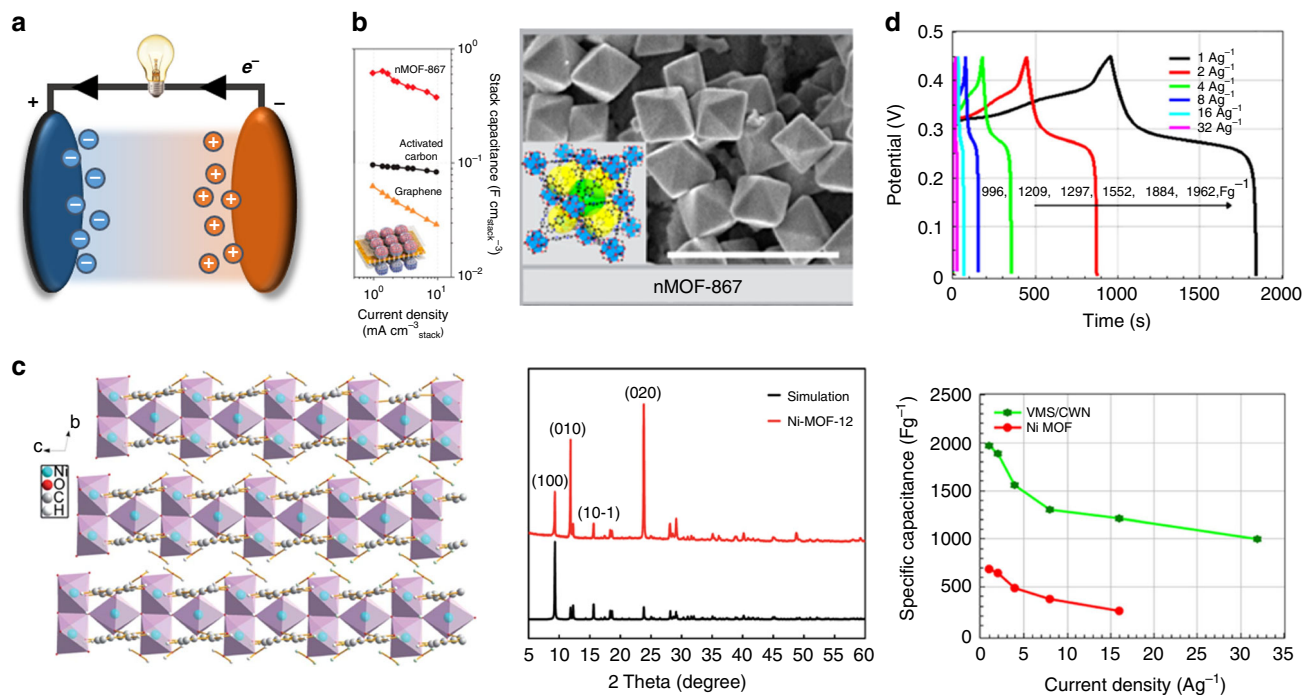 a
e⁻
+
−
b
nMOF-867
Activated
carbon
Graphene
10⁰
10⁻¹
10⁻²
Stack capacitance (F cm_stack⁻³)
10⁰
10¹
Current density
(mA cm⁻³_stack)
nMOF-867
c
b
c
Ni
O
C
H
Simulation
Ni-MOF-12
(100)
(010)
(10-1)
(020)
5 10 15 20 25 30 35 40 45 50 55 60
2 Theta (degree)
d
0.5
0.4
0.3
0.2
0.1
0
Potential (V)
1 Ag⁻¹
2 Ag⁻¹
4 Ag⁻¹
8 Ag⁻¹
16 Ag⁻¹
32 Ag⁻¹
996, 1209, 1297, 1552, 1884, 1962,Fg⁻¹
0 500 1000 1500 2000
Time (s)
2500
2000
1500
1000
500
0
Specific capacitance (Fg⁻¹)
VMS/CWN
Ni MOF
0 5 10 15 20 25 30 35
Current density (Ag⁻¹)